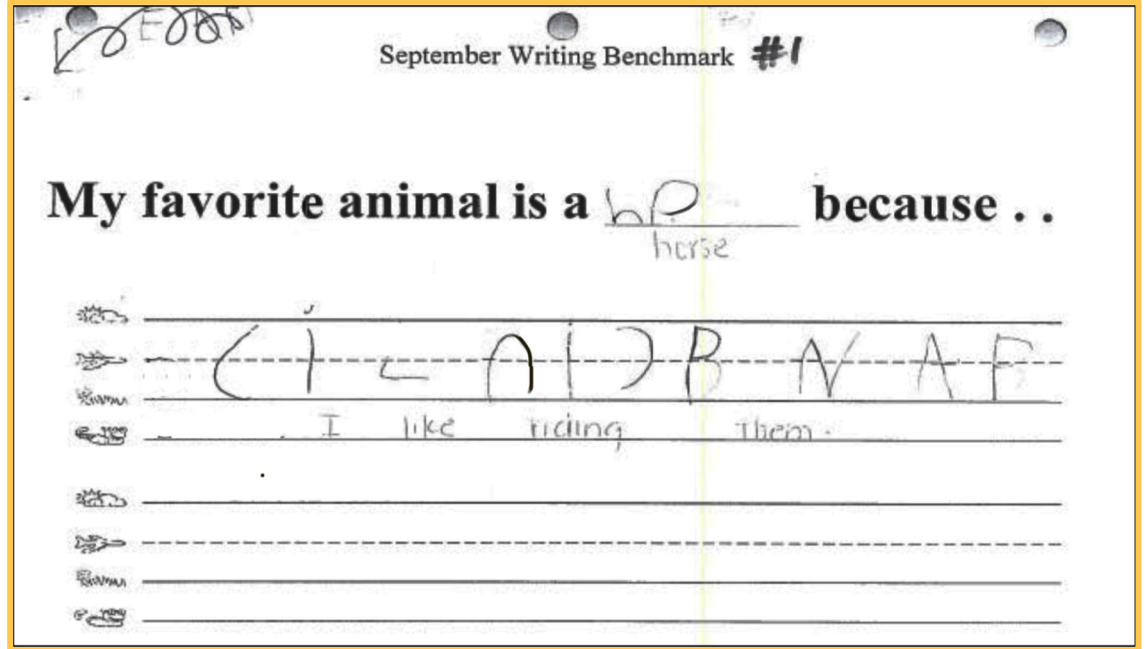 September Writing Benchmark #1
My favorite animal is a hP because . .
horse
i L n i B N A P
I like riding them.